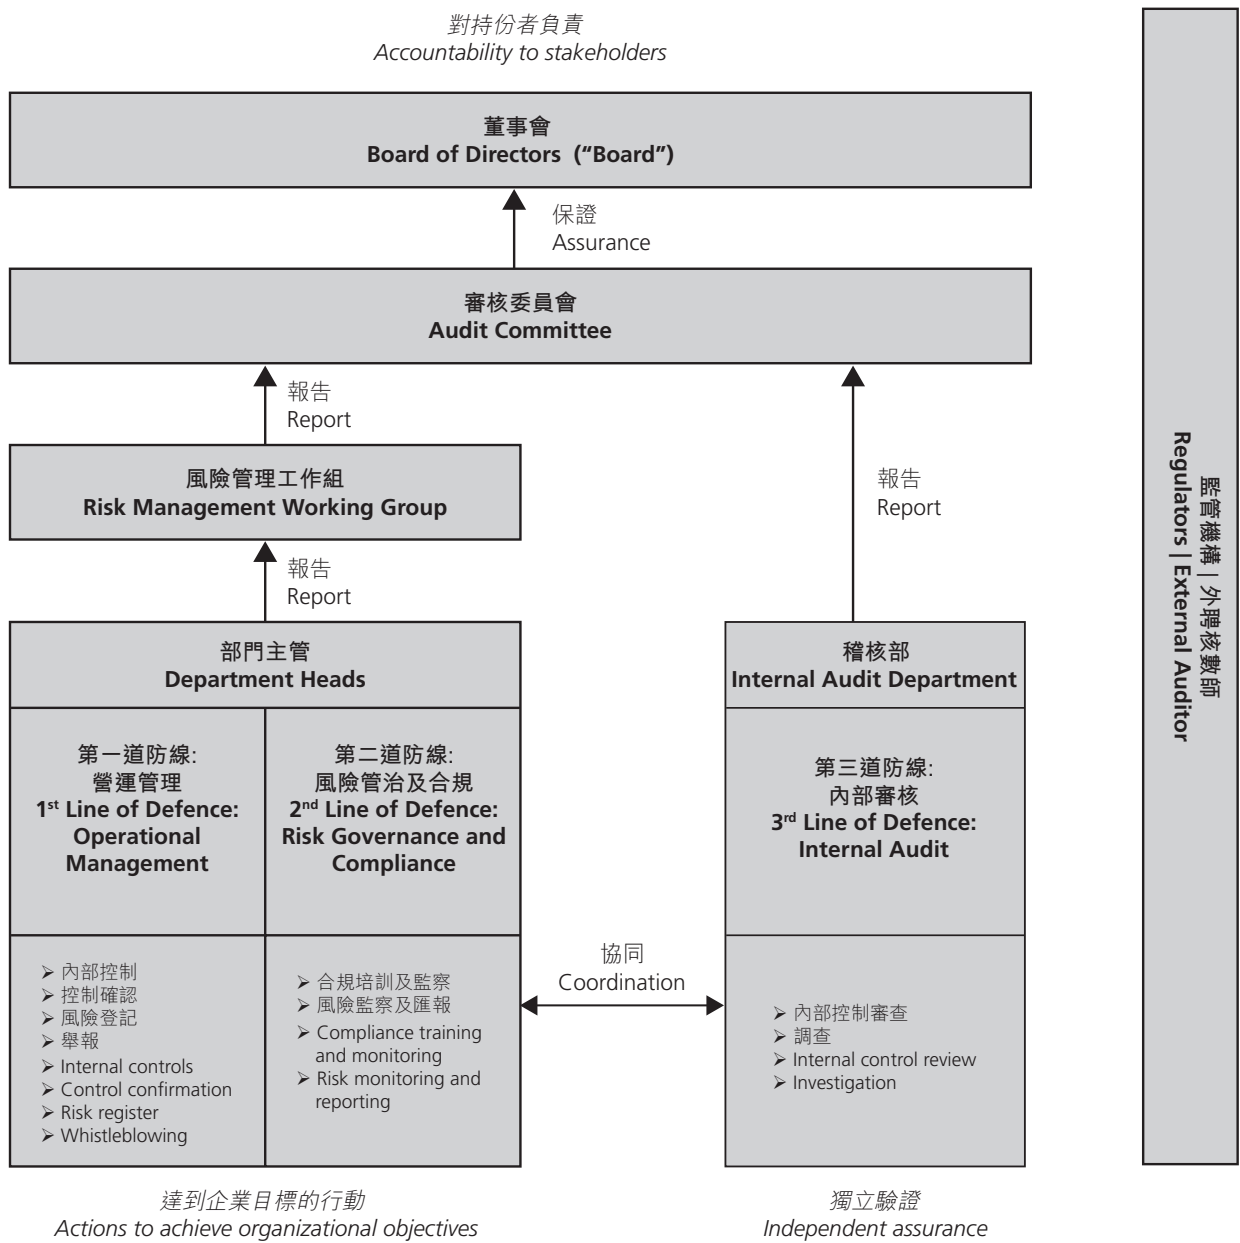 對持份者負責
Accountability to stakeholders
董事會
Board of Directors ("Board")
保證
Assurance
審核委員會
Audit Committee
報告
Report
風險管理工作組
Risk Management Working Group
報告
Report
報告
Report
部門主管
Department Heads
第一道防線:
營運管理
1st Line of Defence:
Operational
Management
第二道防線:
風險管治及合規
2nd Line of Defence:
Risk Governance and
Compliance
➢ 內部控制
➢ 控制確認
➢ 風險登記
➢ 舉報
➢ Internal controls
➢ Control confirmation
➢ Risk register
➢ Whistleblowing
➢ 合規培訓及監察
➢ 風險監察及匯報
➢ Compliance training
and monitoring
➢ Risk monitoring and
reporting
達到企業目標的行動
Actions to achieve organizational objectives
協同
Coordination
稽核部
Internal Audit Department
第三道防線:
內部審核
3rd Line of Defence:
Internal Audit
➢ 內部控制審查
➢ 調查
➢ Internal control review
➢ Investigation
獨立驗證
Independent assurance
監管機構 | 外聘核數師
Regulators | External Auditor